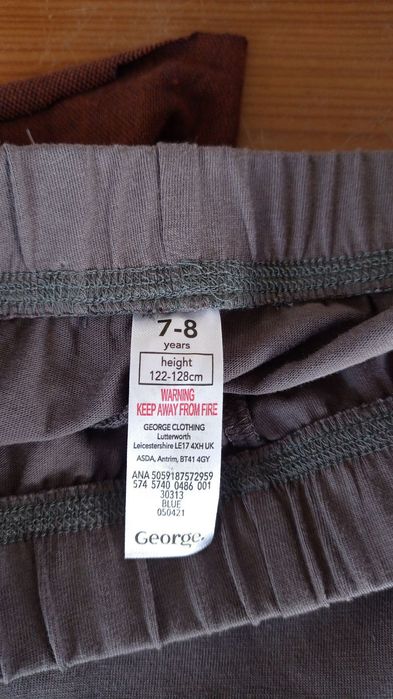 7-8
years
height
122-128cm
WARNING
KEEP AWAY FROM FIRE
GEORGE CLOTHING
Lutterworth
Leicestershire LE17 4XH UK
ASDA, Antrim, BT41 4GY
ANA 5059187572959
574 5740 0486 001
30313
BLUE
050421
George.